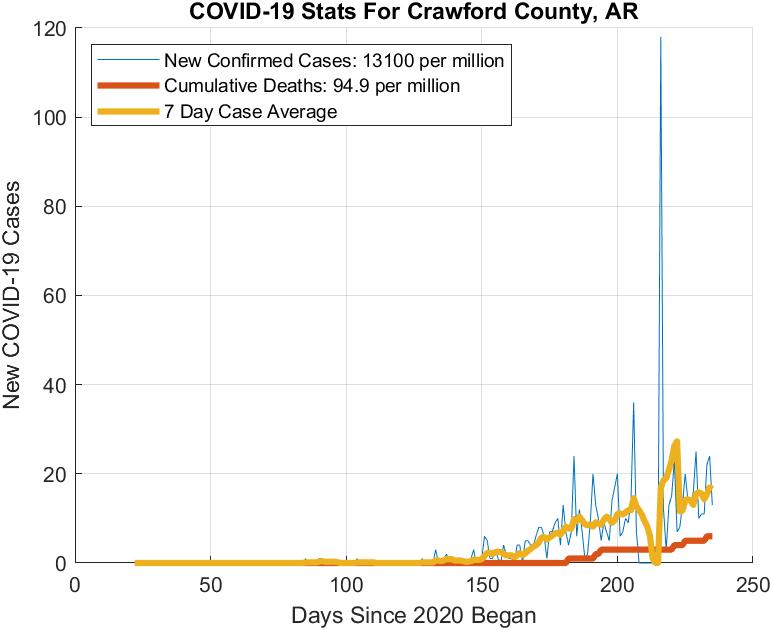 COVID-19 Stats For Crawford County, AR
New Confirmed Cases: 13100 per million
Cumulative Deaths: 94.9 per million
7 Day Case Average
New COVID-19 Cases
120
100
80
60
40
20
0
0 50 100 150 200 250
Days Since 2020 Began